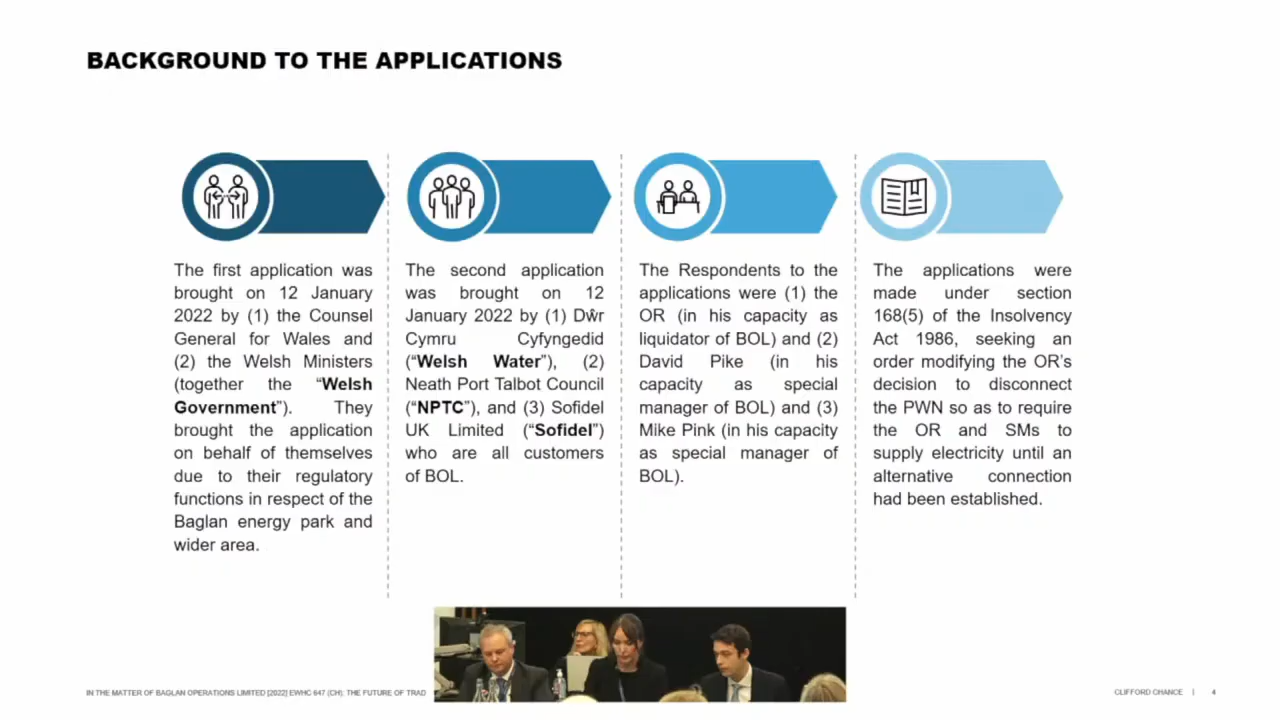 BACKGROUND TO THE APPLICATIONS
The first application was
brought on 12 January
2022 by (1) the Counsel
General for Wales and
(2) the Welsh Ministers
(together the “Welsh
Government”). They
brought the application
on behalf of themselves
due to their regulatory
functions in respect of the
Baglan energy park and
wider area.
The second application
was brought on 12
January 2022 by (1) Dŵr
Cymru Cyfyngedid
(“Welsh Water”), (2)
Neath Port Talbot Council
(“NPTC”), and (3) Sofidel
UK Limited (“Sofidel”)
who are all customers
of BOL.
The Respondents to the
applications were (1) the
OR (in his capacity as
liquidator of BOL) and (2)
David Pike (in his
capacity as special
manager of BOL) and (3)
Mike Pink (in his capacity
as special manager of
BOL).
The applications were
made under section
168(5) of the Insolvency
Act 1986, seeking an
order modifying the OR’s
decision to disconnect
the PWN so as to require
the OR and SMs to
supply electricity until an
alternative connection
had been established.
IN THE MATTER OF BAGLAN OPERATIONS LIMITED [2022] EWHC 647 (CH): THE FUTURE OF TRAD
CLIFFORD CHANCE | 4